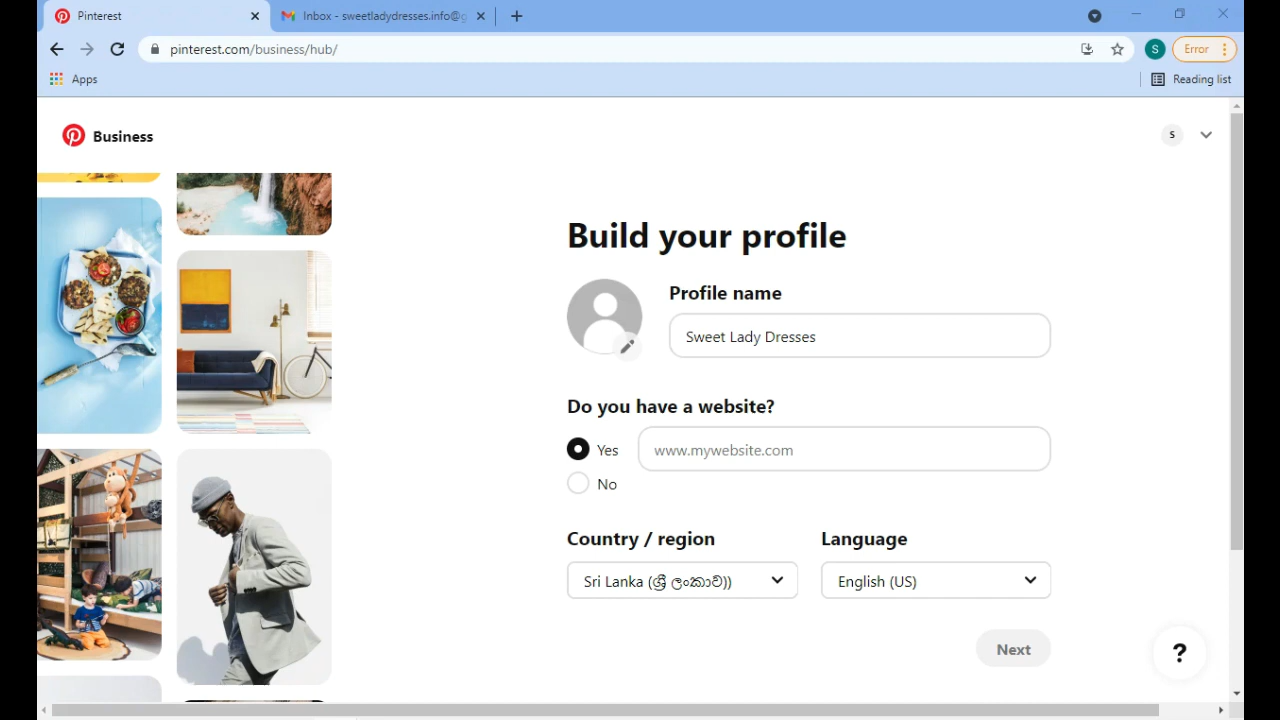 Pinterest
Inbox - sweetladydresses.info@g
pinterest.com/business/hub/
S
Error
Apps
Reading list
Business
S
Build your profile
Profile name
Sweet Lady Dresses
Do you have a website?
Yes
www.mywebsite.com
No
Country / region
Language
Sri Lanka (ශ්‍රී ලංකාව))
English (US)
Next
?